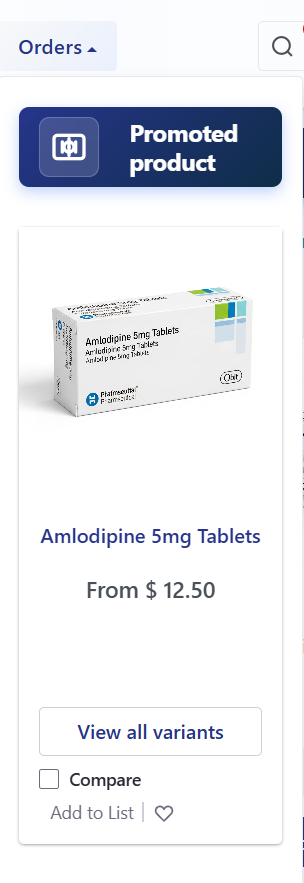 Orders
Promoted
product
Amlodipine 5mg Tablets
Amlodipine 5mg Tablets
Amlodipine 5mg Tablets
Amlodipine 5mg Tablets
From $ 12.50
View all variants
Compare
Add to List